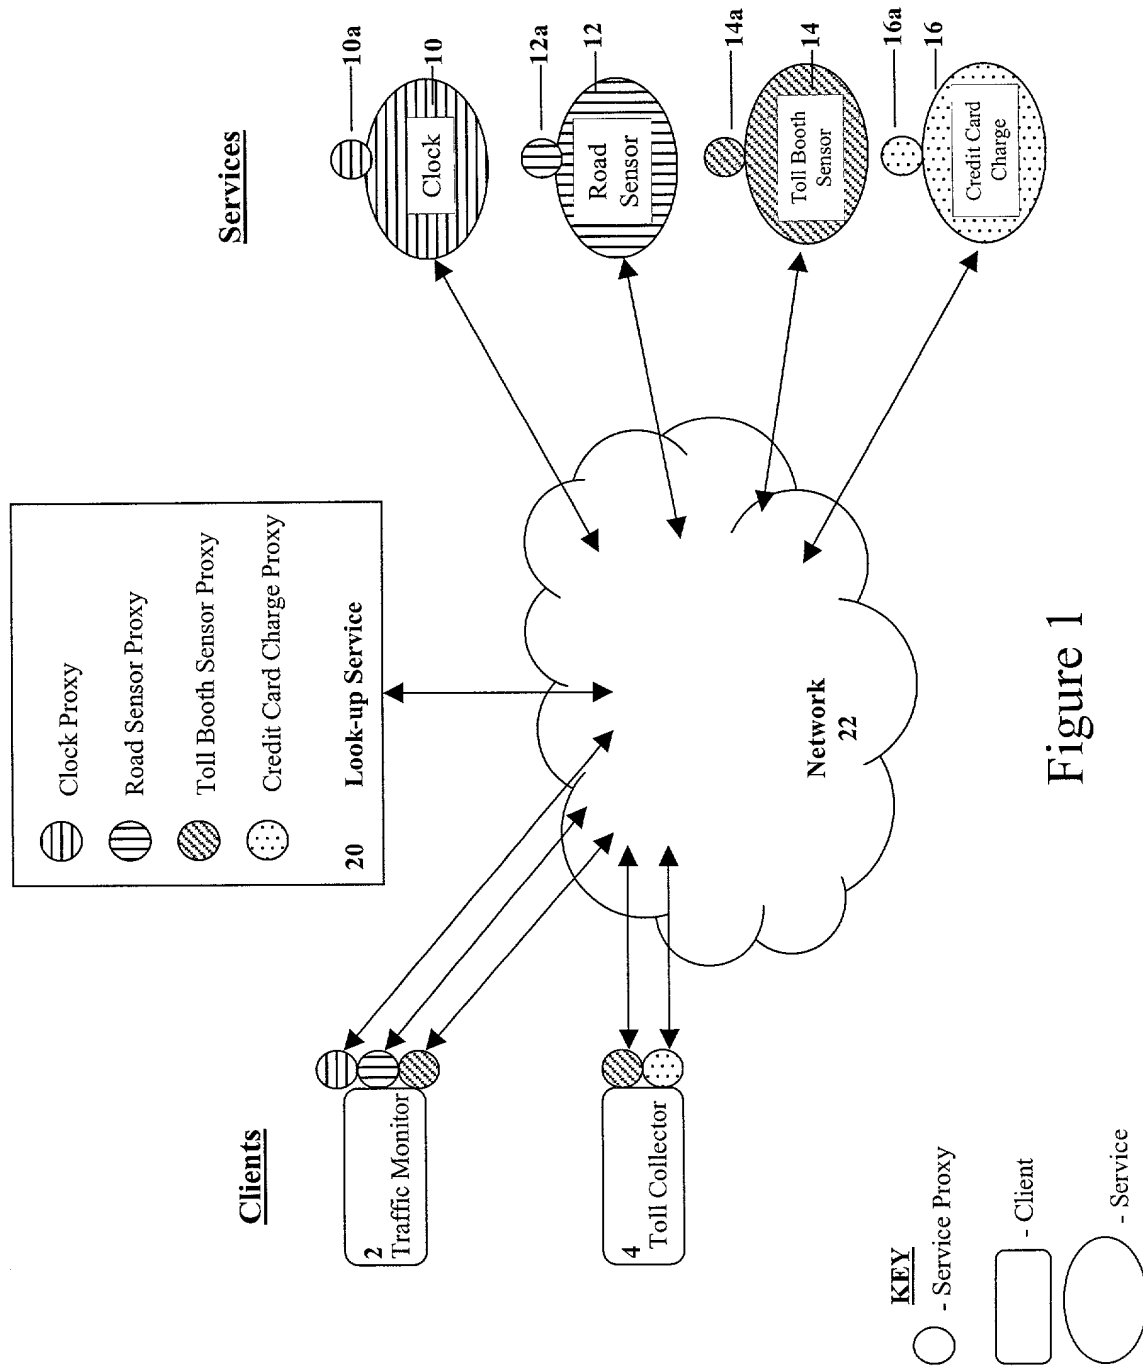 Clients
Services
Clock Proxy
Road Sensor Proxy
Toll Booth Sensor Proxy
Credit Card Charge Proxy
20 Look-up Service
2
Traffic Monitor
4
Toll Collector
Network
22
10a
10
Clock
12a
12
Road
Sensor
14a
14
Toll Booth
Sensor
16a
16
Credit Card
Charge
KEY
- Service Proxy
- Client
- Service
Figure 1